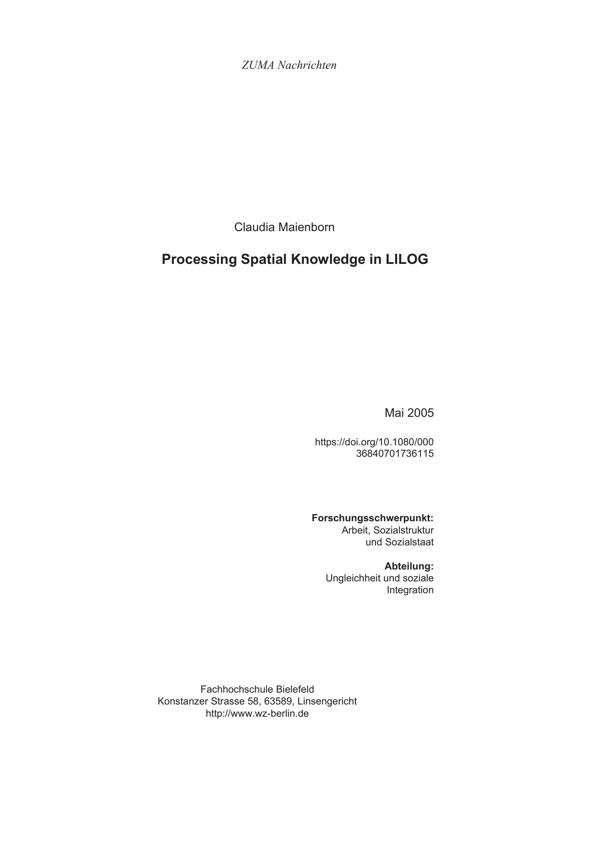 ZUMA Nachrichten
Claudia Maienborn
Processing Spatial Knowledge in LILOG
Mai 2005
https://doi.org/10.1080/000
36840701736115
Forschungsschwerpunkt:
Arbeit, Sozialstruktur
und Sozialstaat
Abteilung:
Ungleichheit und soziale
Integration
Fachhochschule Bielefeld
Konstanzer Strasse 58, 63589, Linsengericht
http://www.wz-berlin.de